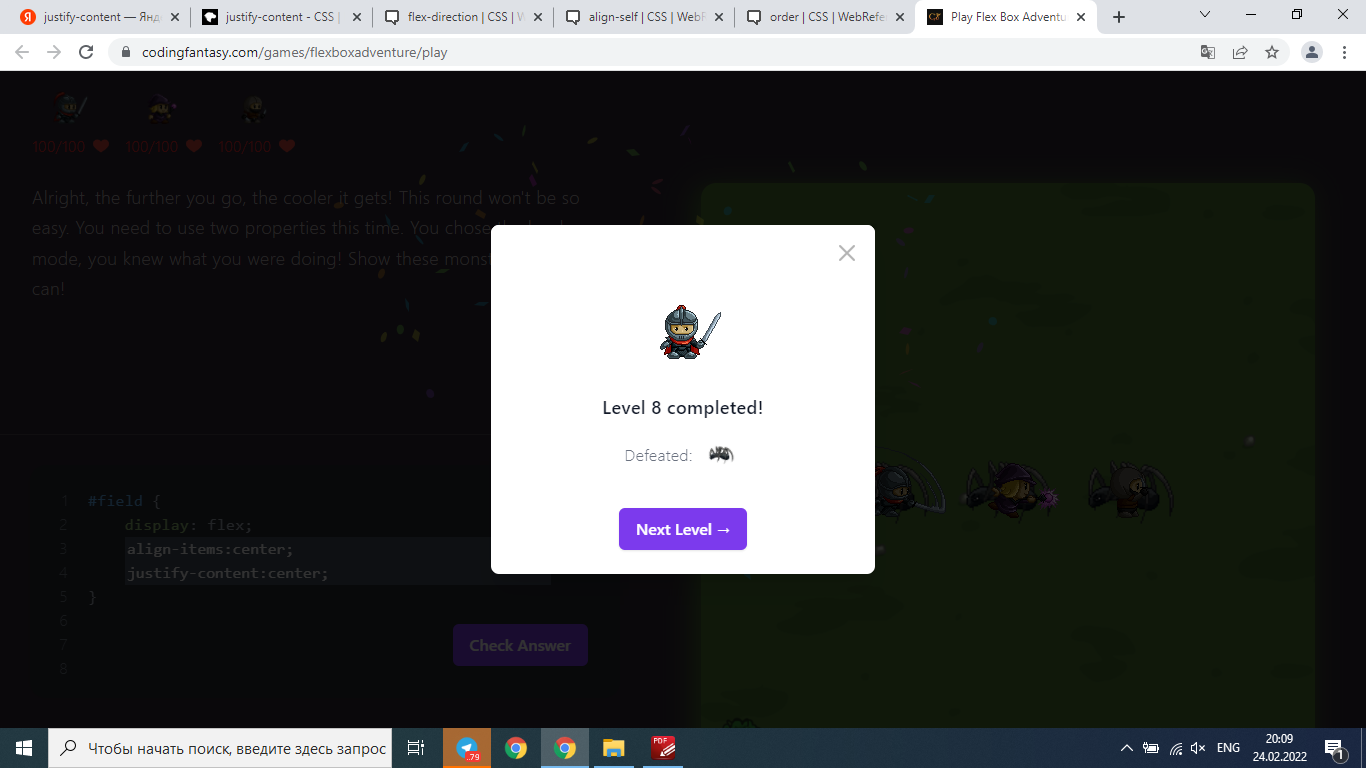 justify-content — Янд
justify-content - CSS |
flex-direction | CSS | W
align-self | CSS | WebR
order | CSS | WebRefe
Play Flex Box Adventu
codingfantasy.com/games/flexboxadventure/play
100/100 100/100 100/100
Alright, the further you go, the cooler it gets! This round won't be so
easy. You need to use two properties this time. You chose
mode, you knew what you were doing! Show these mons
can!
Level 8 completed!
Defeated:
Next Level →
1 #field {
2 display: flex;
3 align-items:center;
4 justify-content:center;
5 }
6
7
8
Check Answer
Чтобы начать поиск, введите здесь запрос
79
PDF
ENG
20:09
24.02.2022
1